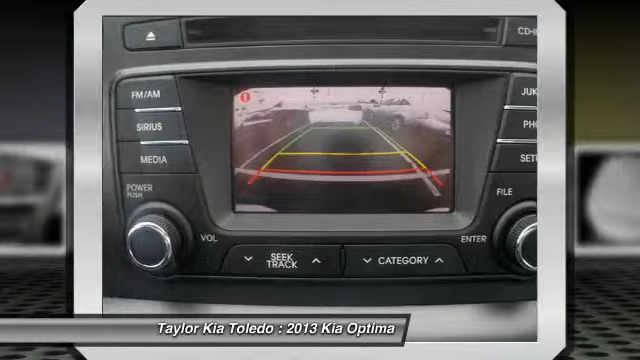 CD-I
FM/AM
SIRIUS
MEDIA
JUK
PHO
SETU
POWER
PUSH
VOL
SEEK
TRACK
CATEGORY
ENTER
FILE
Taylor Kia Toledo : 2013 Kia Optima